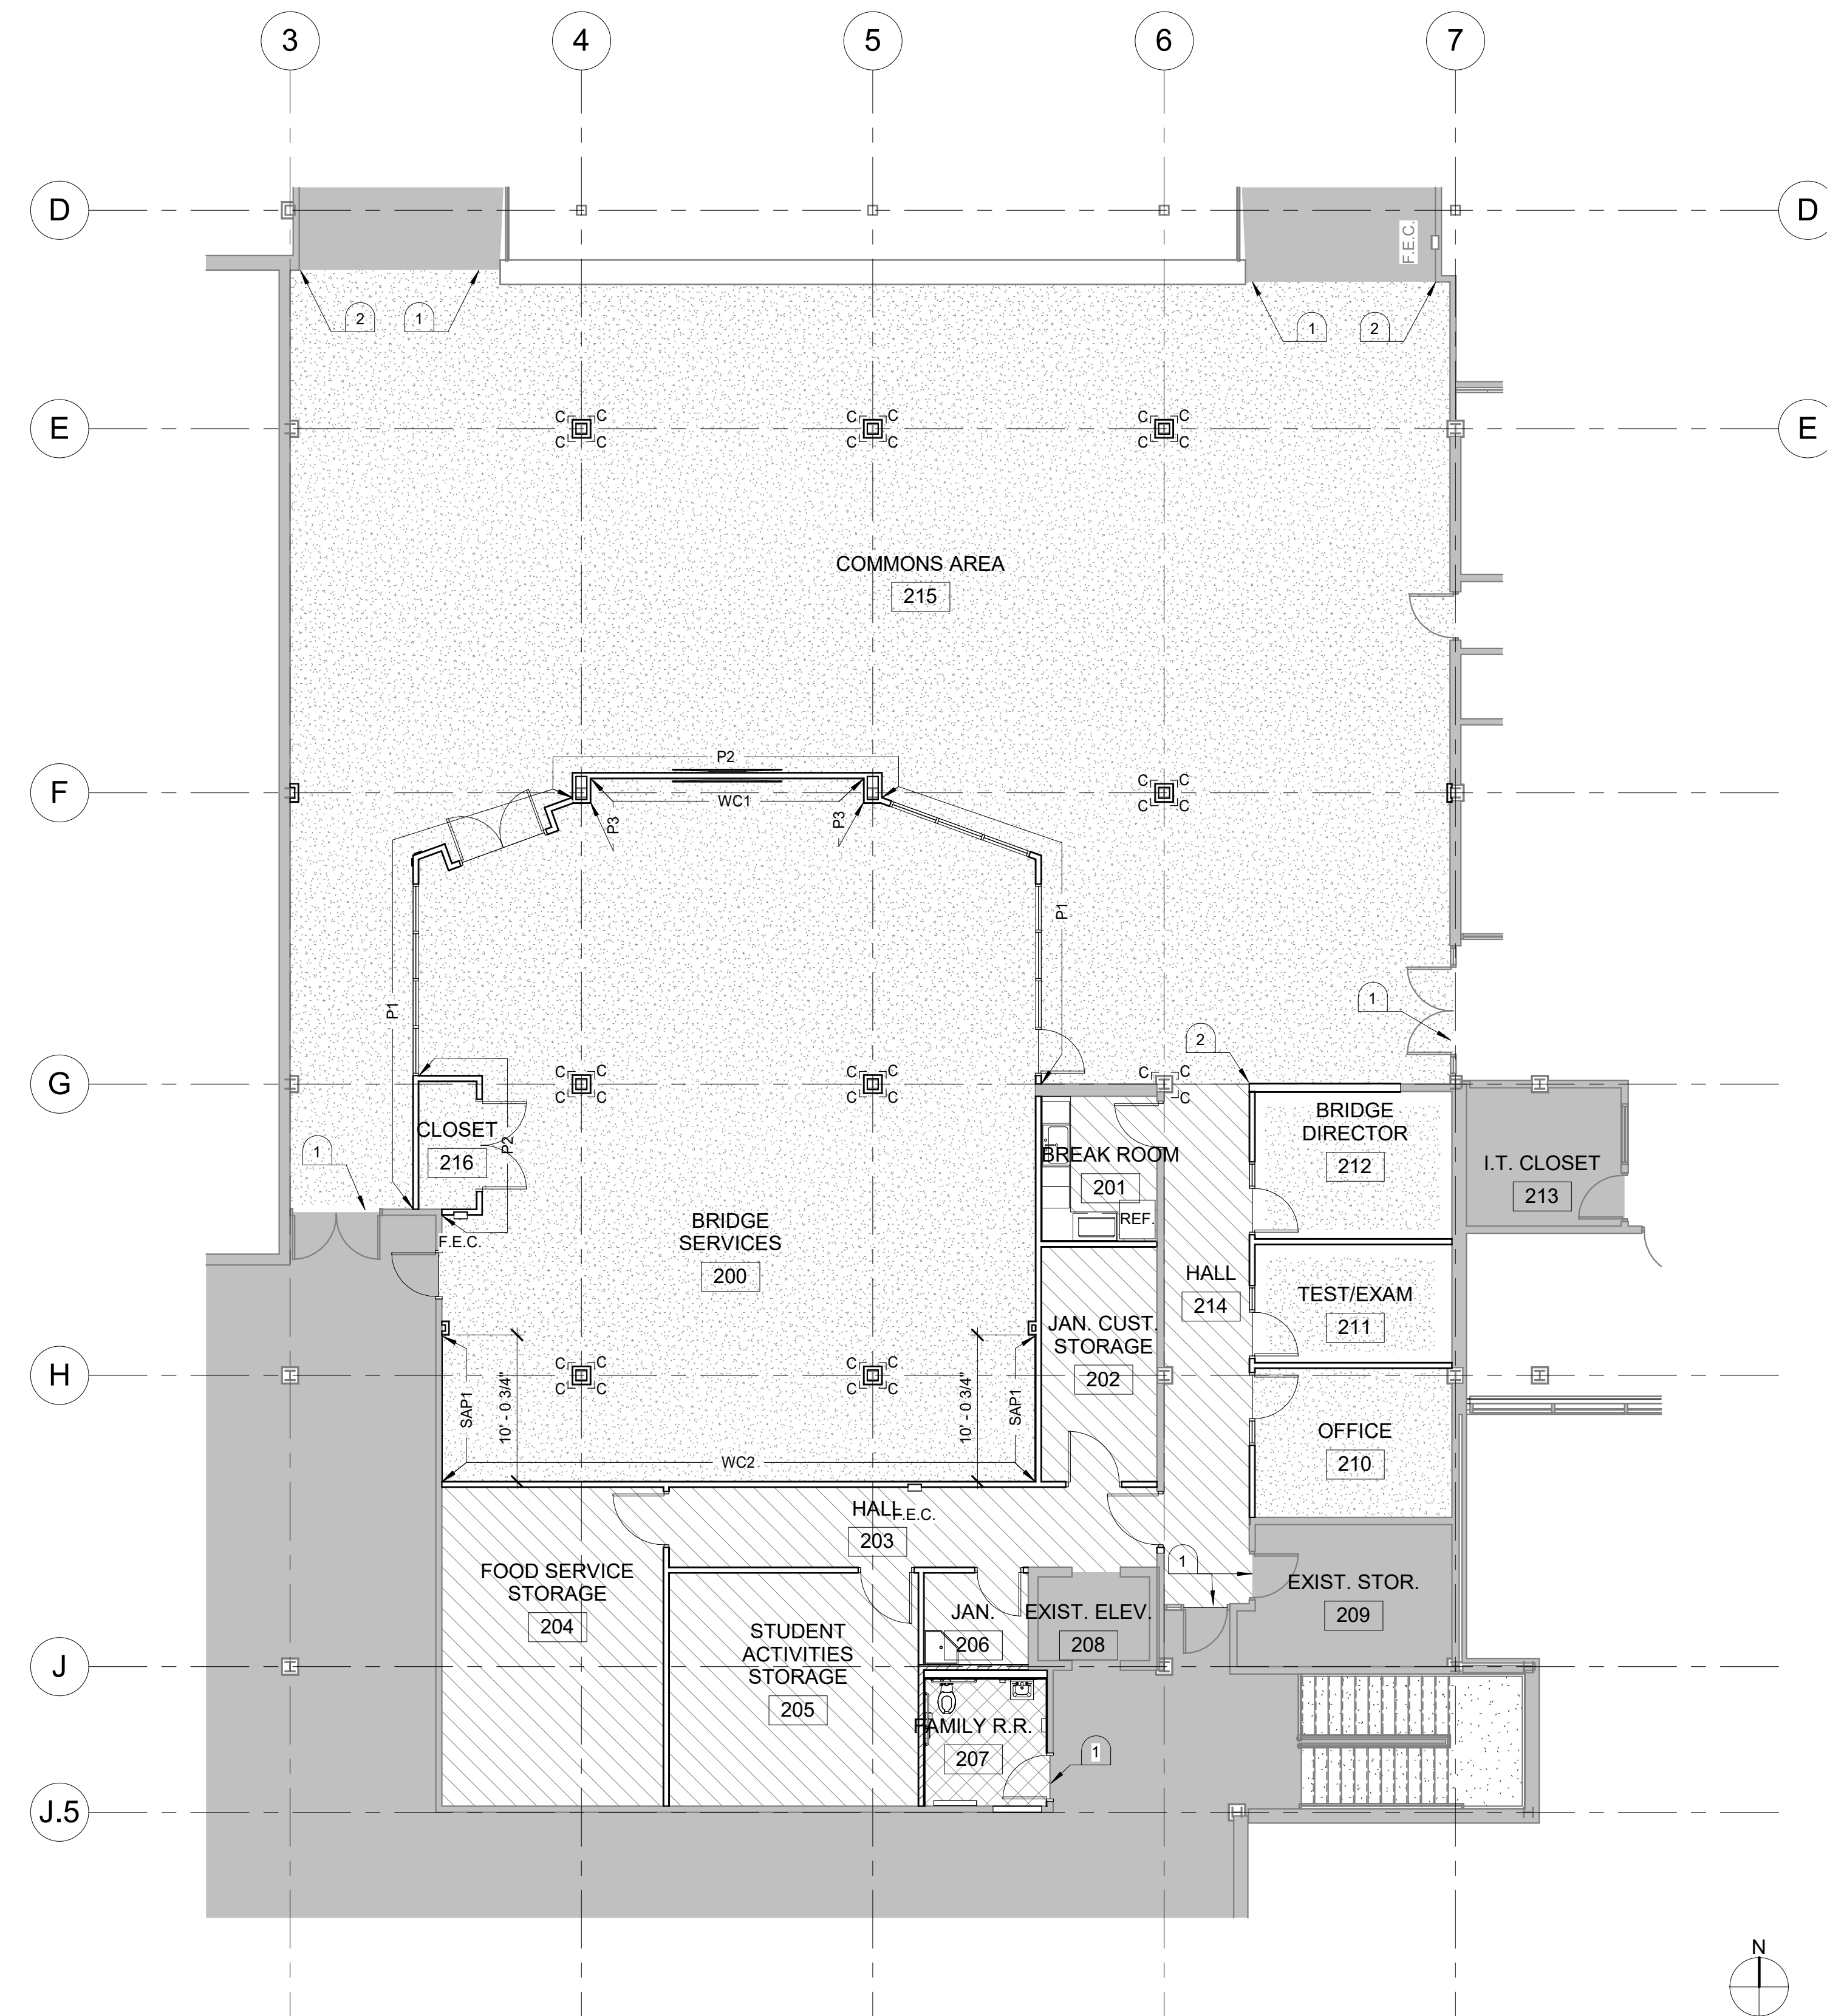 3
4
5
6
7
D
D
F.E.C.
2
1
1
2
E
E
C C
C C
C C
C C
C C
C C
COMMONS AREA
215
P2
F
WC1
C C
C C
P3
P3
P1
P1
1
2
G
C C
C C
C C
C C
C C
C
BRIDGE
DIRECTOR
212
CLOSET
216
P2
1
BREAK ROOM
201
REF.
I.T. CLOSET
213
F.E.C.
BRIDGE
SERVICES
200
HALL
214
TEST/EXAM
211
JAN. CUST.
STORAGE
202
H
C C
C C
C C
C C
SAP1
10' - 0 3/4"
10' - 0 3/4"
SAP1
OFFICE
210
WC2
HALL
F.E.C.
203
1
FOOD SERVICE
STORAGE
204
EXIST. STOR.
209
JAN.
206
EXIST. ELEV.
208
STUDENT
ACTIVITIES
STORAGE
205
J
FAMILY R.R.
207
1
J.5
N